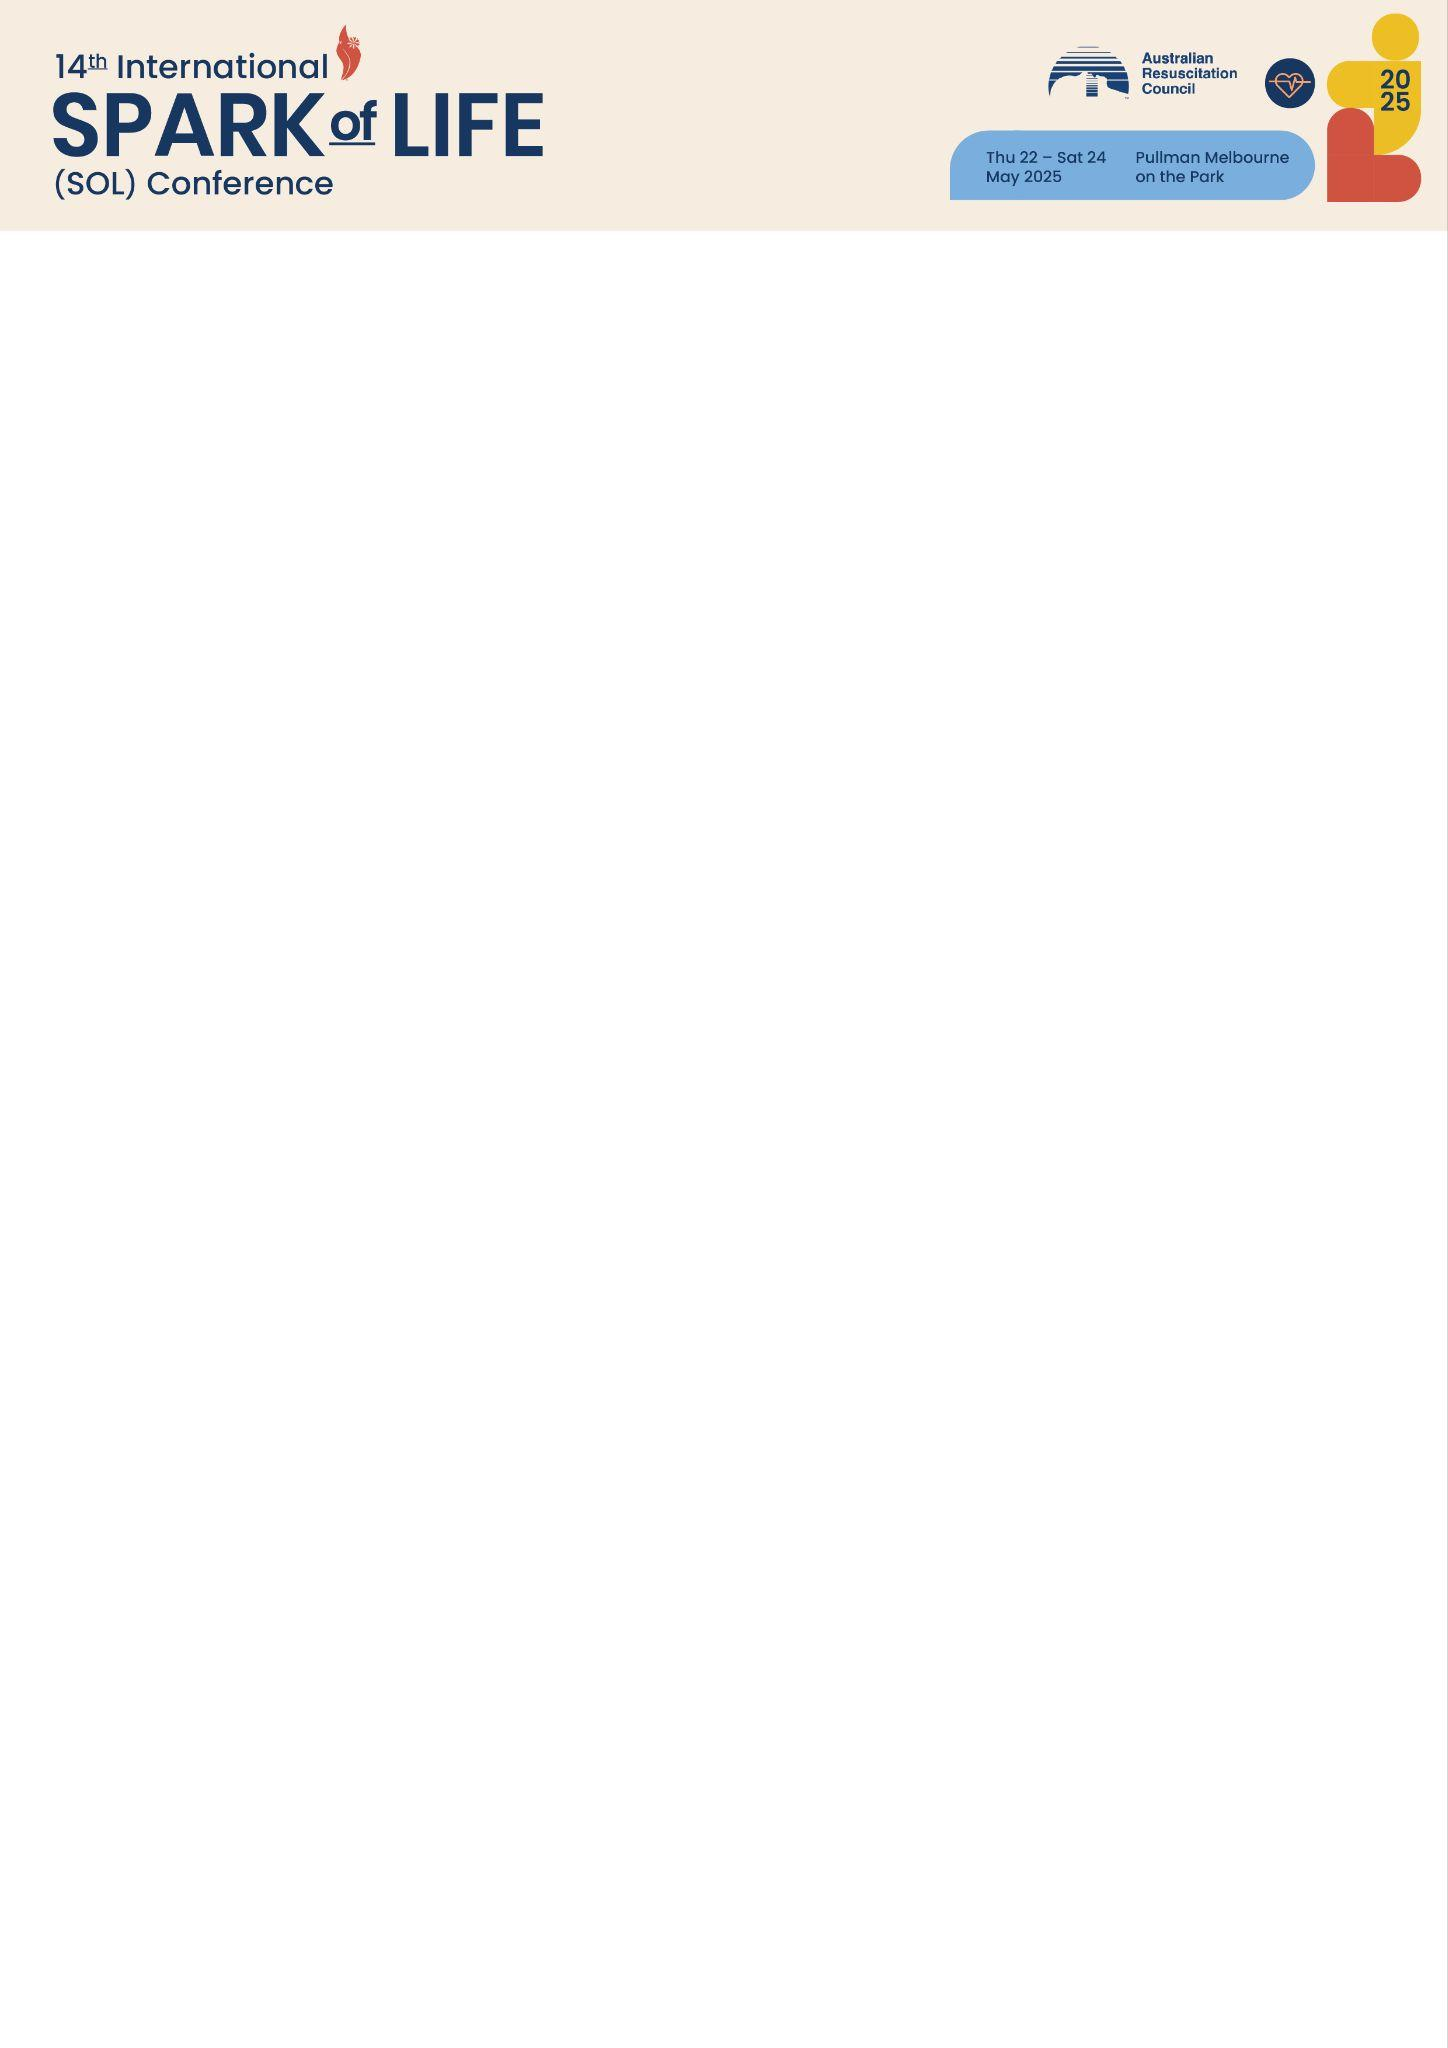 14th International
SPARK of LIFE
(SOL) Conference
Australian
Resuscitation
Council
20
25
Thu 22 – Sat 24
May 2025
Pullman Melbourne
on the Park